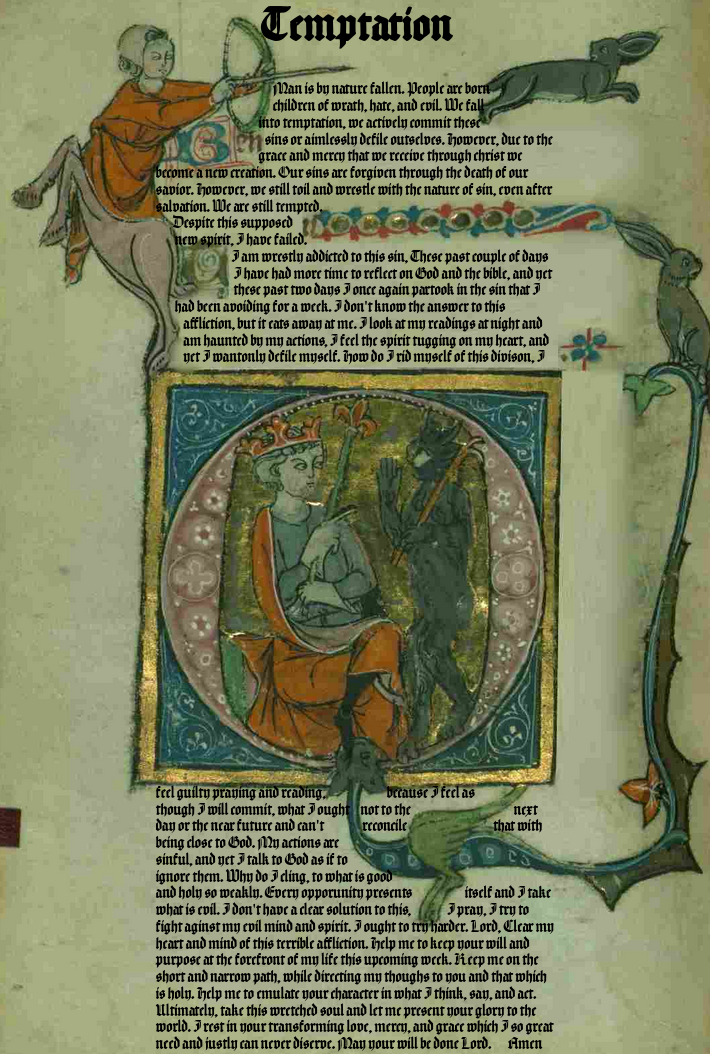 Temptation
Man is by nature fallen. People are born
children of wrath, hate, and evil. We fall
into temptation, we actively commit these
sins or aimlessly defile outselves. However, due to the
grace and mercy that we receive through christ we
become a new creation. Our sins are forgiven through the death of our
savior. However, we still toil and wrestle with the nature of sin, even after
salvation. We are still tempted.
Despite this supposed
new spirit, I have failed.
I am wrestly addicted to this sin, These past couple of days
I have had more time to reflect on God and the bible, and yet
these past two days I once again partook in the sin that I
had been avoiding for a week. I don't know the answer to this
affliction, but it eats away at me. I look at my readings at night and
am haunted by my actions, I feel the spirit tugging on my heart, and
yet I wantonly defile myself. How do I rid myself of this divison, I
feel guilty praying and reading, because I feel as
though I will commit, what I ought not to the next
day or the near future and can't reconcile that with
being close to God. My actions are
sinful, and yet I talk to God as if to
ignore them. Why do I cling, to what is good
and holy so weakly. Every opporunity presents itself and I take
what is evil. I don't have a clear solution to this, I pray, I try to
fight aginst my evil mind and spirit. I ought to try harder. Lord, Clear my
heart and mind of this terrible affliction. Help me to keep your will and
purpose at the forefront of my life this upcoming week. Keep me on the
short and narrow path, while directing my thoughs to you and that which
is holy. Help me to emulate your character in what I think, say, and act.
Ultimately, take this wretched soul and let me present your glory to the
world. I rest in your transforming love, mercy, and grace which I so great
need and justly can never diserve. May your will be done Lord. Amen